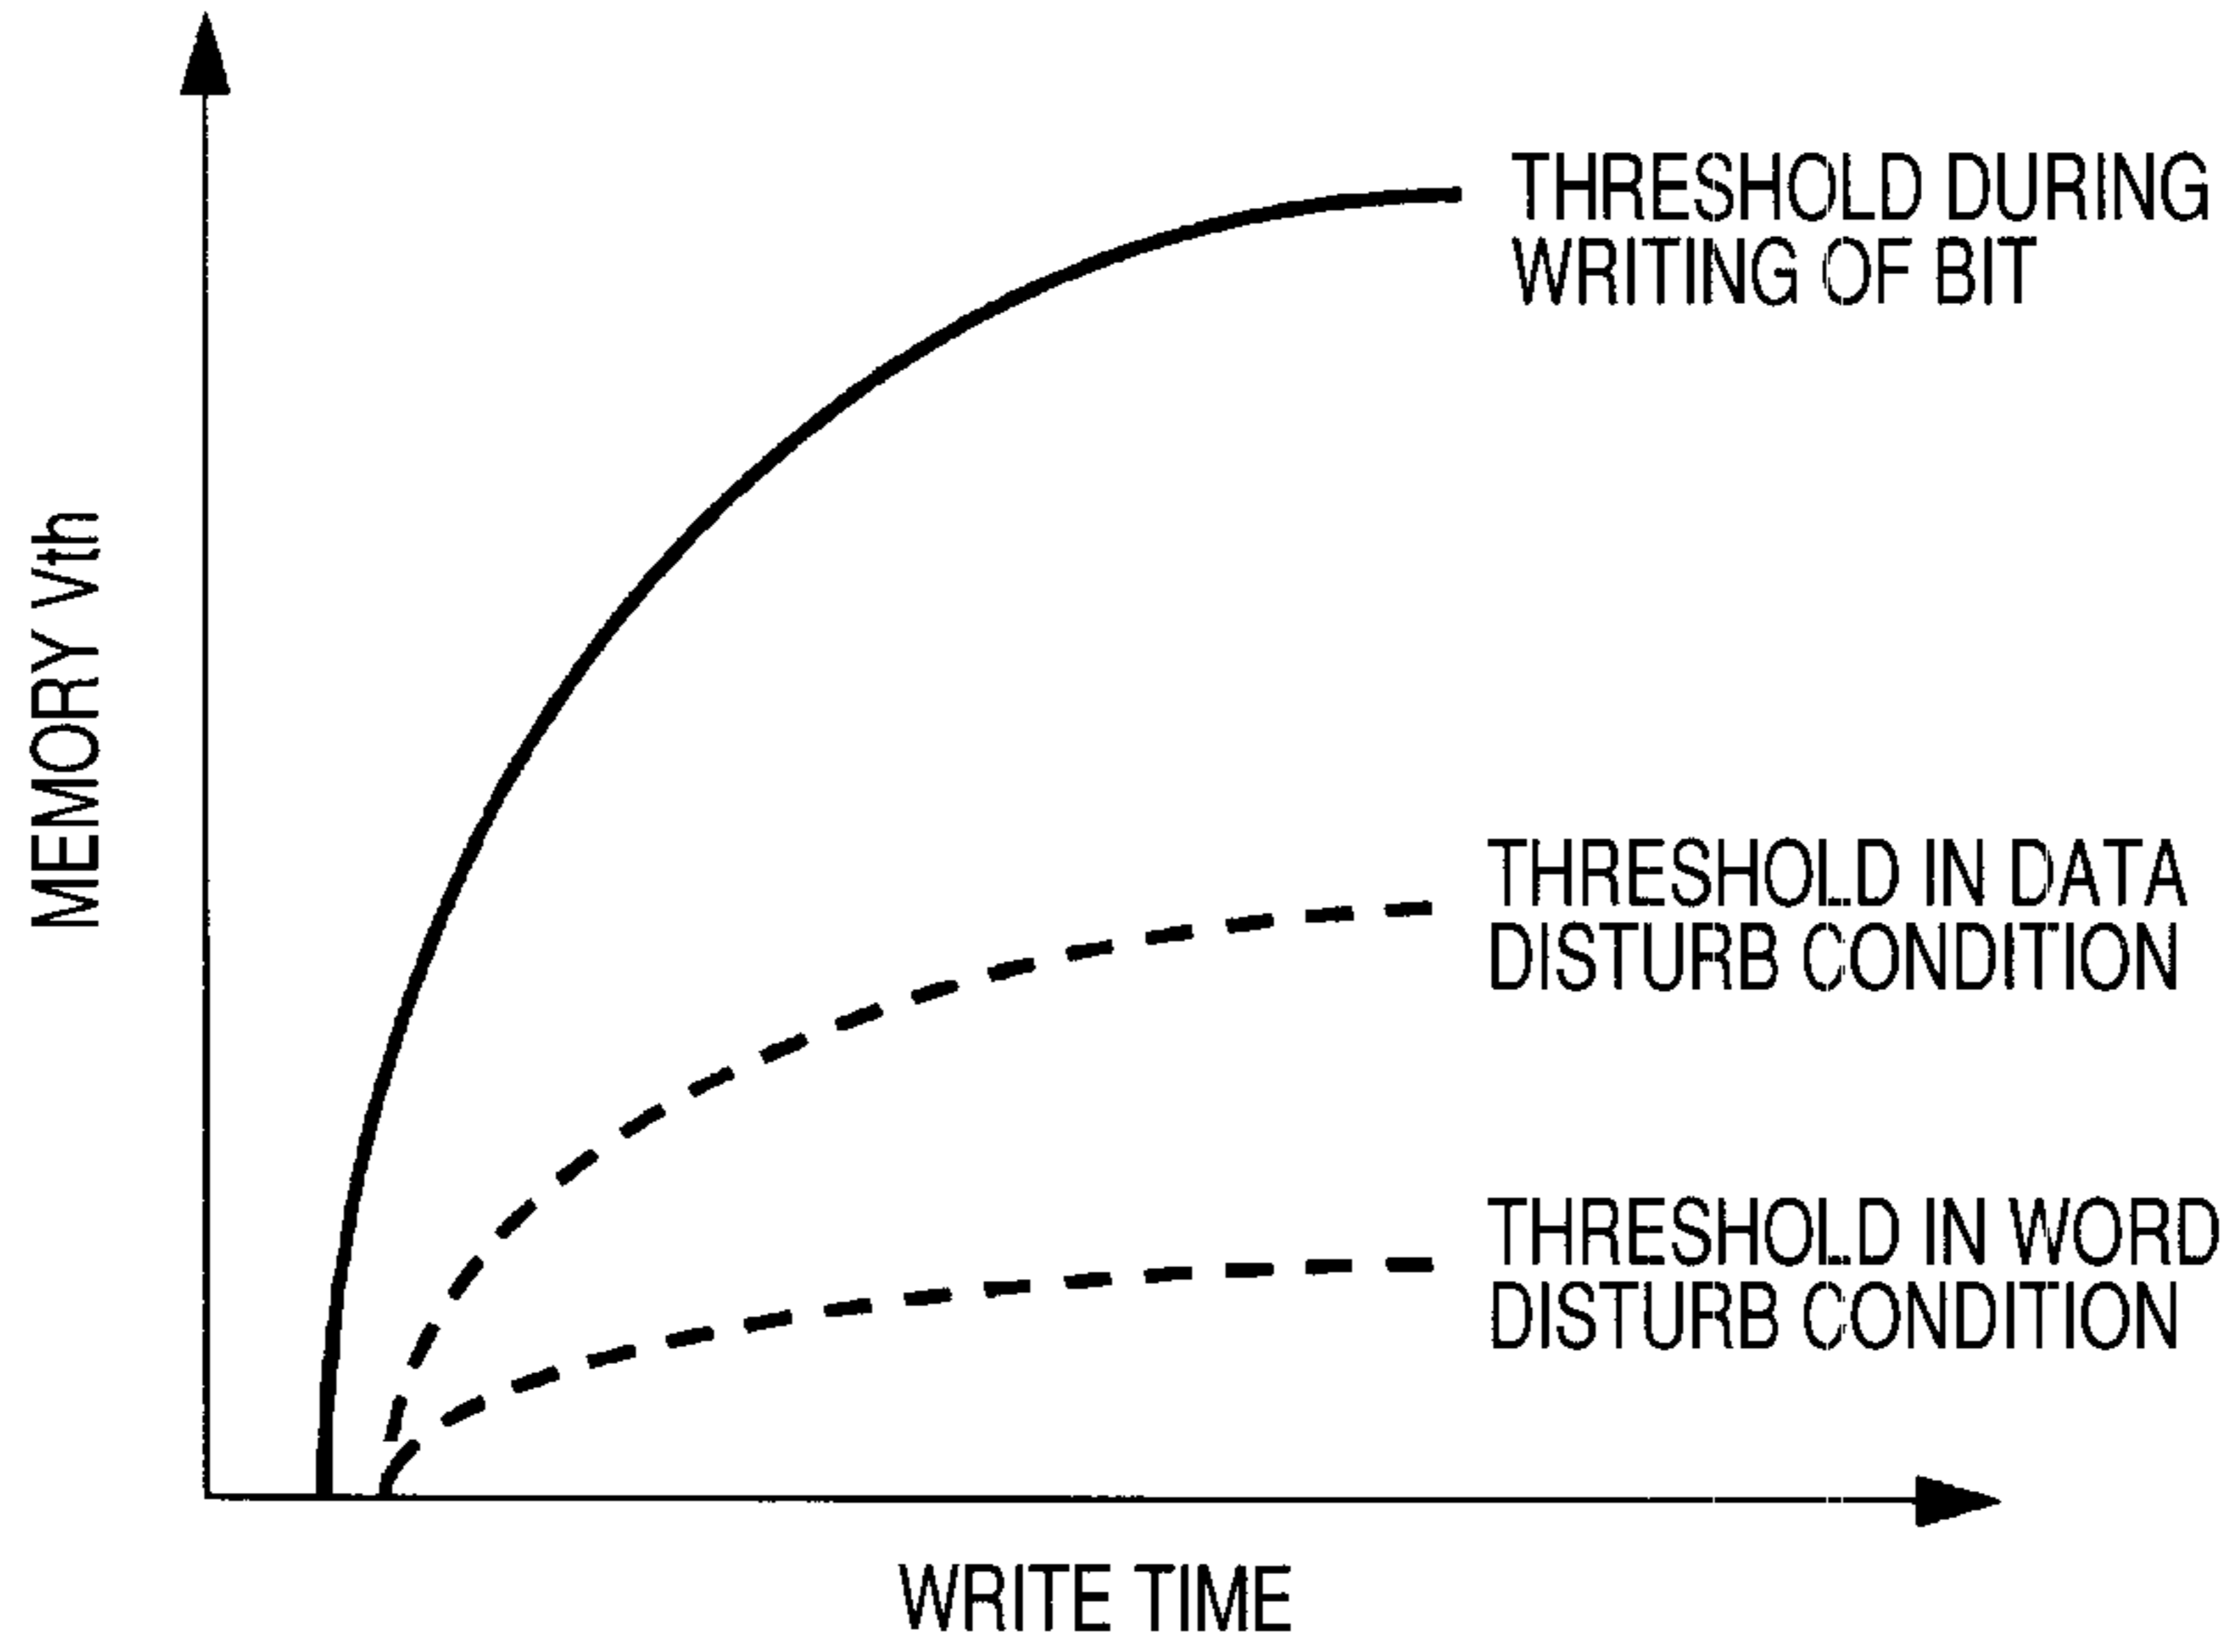 THRESHOLD DURING
WRITING OF BIT
MEMORY Vth
THRESHOLD IN DATA
DISTURB CONDITION
THRESHOLD IN WORD
DISTURB CONDITION
WRITE TIME